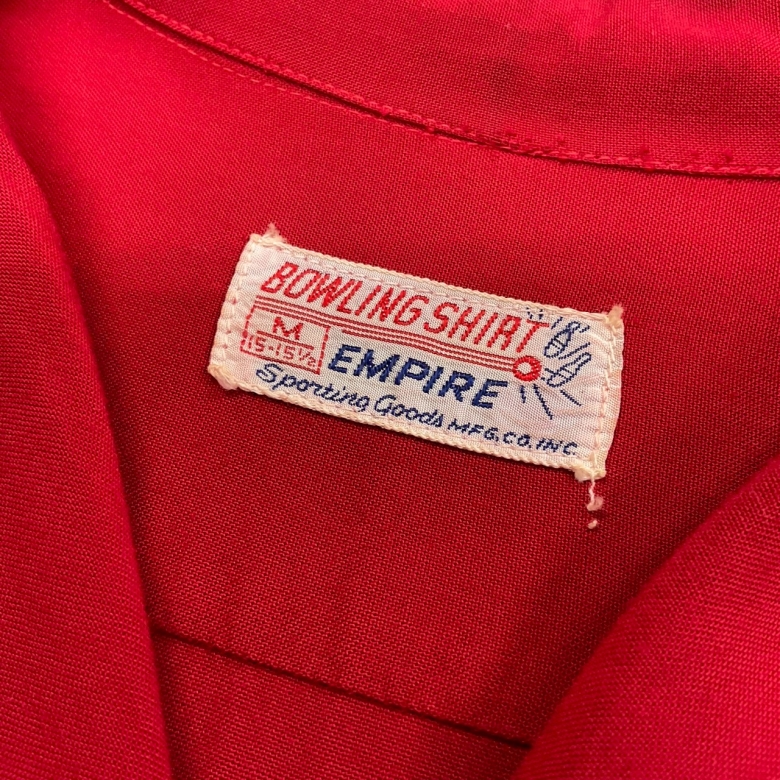 BOWLING SHIRT
M
15-15½
EMPIRE
Sporting Goods MFG.CO.INC.